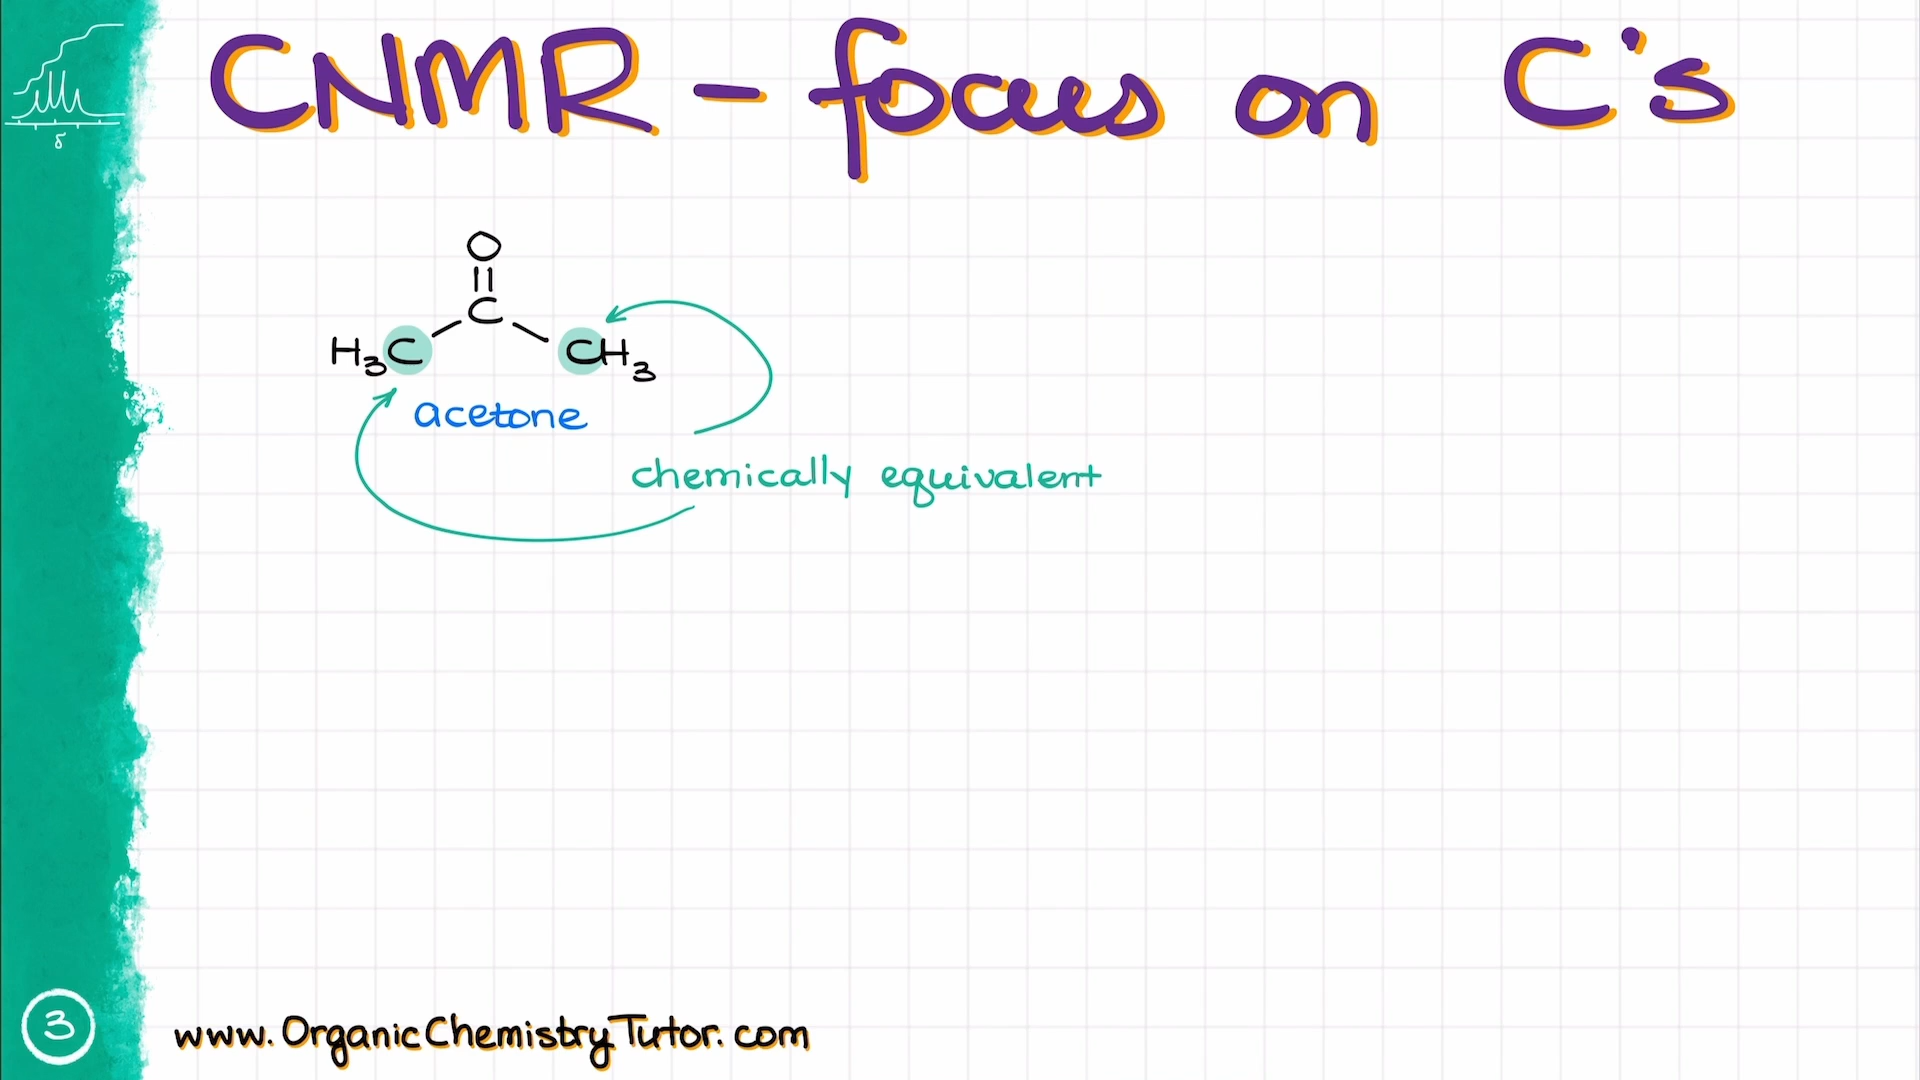 CNMR - focus on C's
δ
O
C
H₃C CH₃
acetone
chemically equivalent
3
www.OrganicChemistryTutor.com